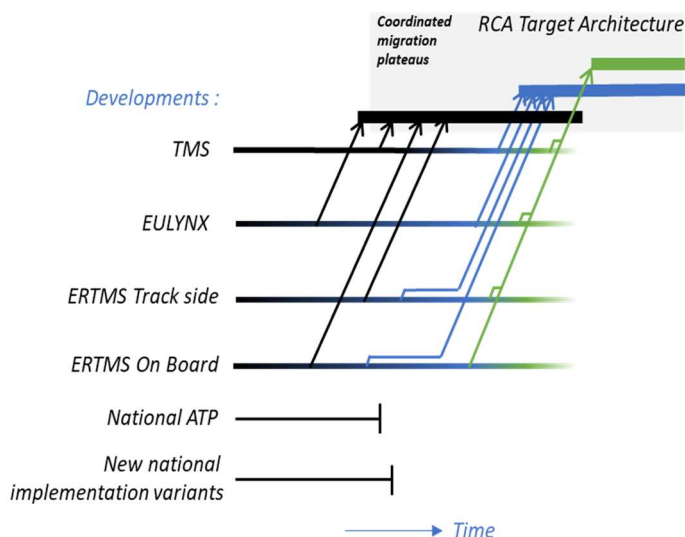 Coordinated
migration
plateaus
RCA Target Architecture
Developments :
TMS
EULYNX
ERTMS Track side
ERTMS On Board
National ATP
New national
implementation variants
Time